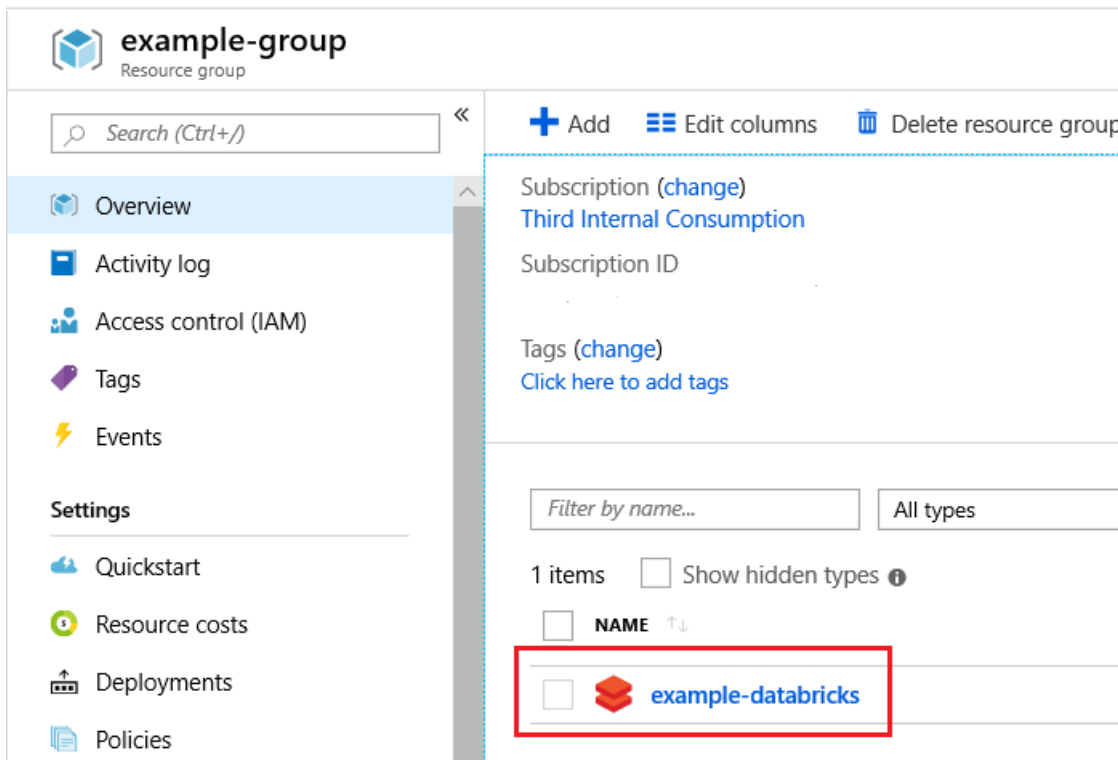 example-group
Resource group
Search (Ctrl+/)
«
Overview
Activity log
Access control (IAM)
Tags
Events
Settings
Quickstart
Resource costs
Deployments
Policies
Add
Edit columns
Delete resource group
Subscription (change)
Third Internal Consumption
Subscription ID
Tags (change)
Click here to add tags
Filter by name...
All types
1 items
Show hidden types
NAME
example-databricks